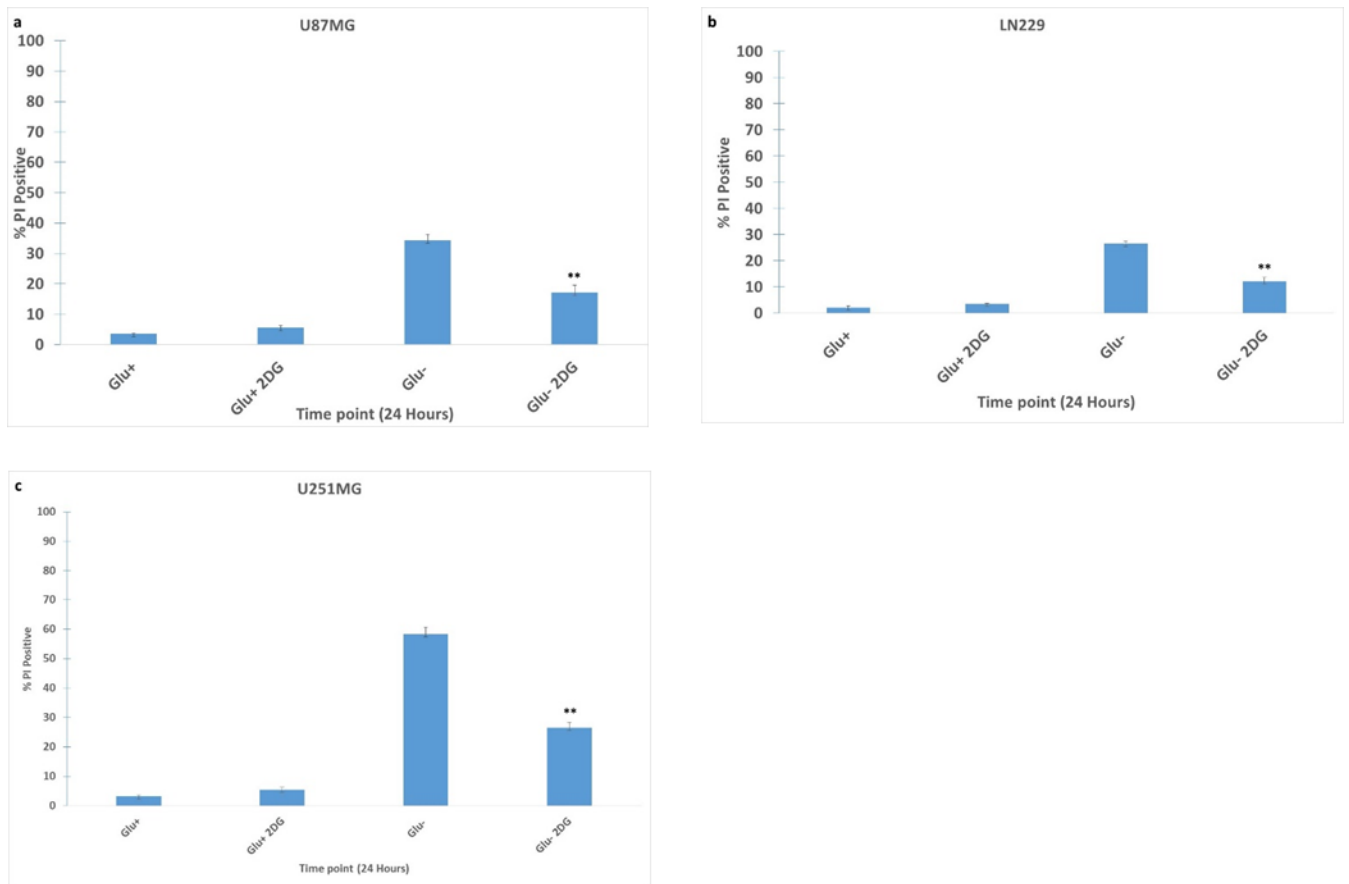 a
U87MG
100
90
80
70
60
50
40
30
20
10
0
% PI Positive
**
Glu+
Glu+ 2DG
Glu-
Glu- 2DG
Time point (24 Hours)
b
LN229
100
90
80
70
60
50
40
30
20
10
0
% PI Positive
**
Glu+
Glu+ 2DG
Glu-
Glu- 2DG
Time point (24 Hours)
c
U251MG
100
90
80
70
60
50
40
30
20
10
0
% PI Positive
**
Glu+
Glu+ 2DG
Glu-
Glu- 2DG
Time point (24 Hours)